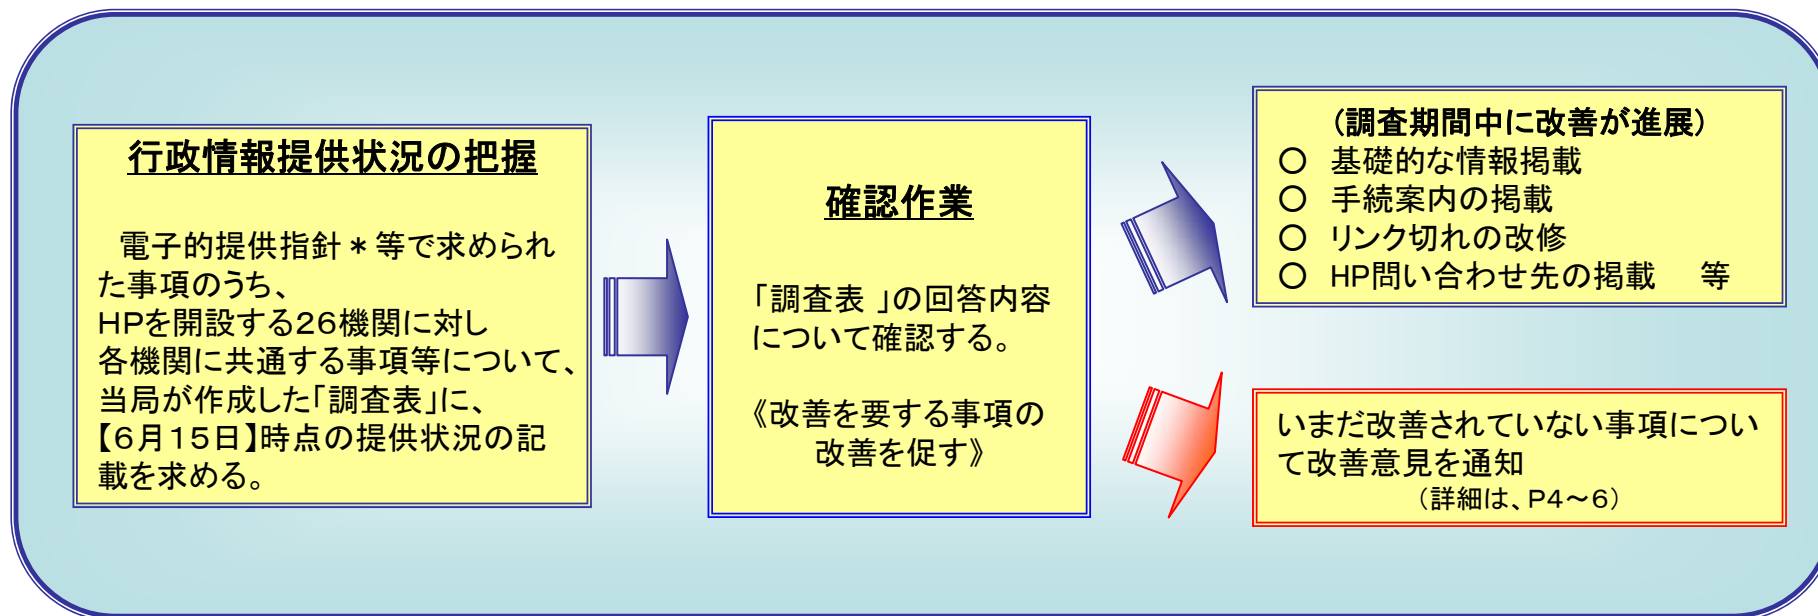 行政情報提供状況の把握
電子的提供指針＊等で求められ
た事項のうち、
HPを開設する26機関に対し
各機関に共通する事項等について、
当局が作成した「調査表」に、
【6月15日】時点の提供状況の記
載を求める。
確認作業
「調査表 」の回答内容
について確認する。
《改善を要する事項の
改善を促す》
(調査期間中に改善が進展)
○ 基礎的な情報掲載
○ 手続案内の掲載
○ リンク切れの改修
○ HP問い合わせ先の掲載　等
いまだ改善されていない事項につい
て改善意見を通知
（詳細は、P4～6）